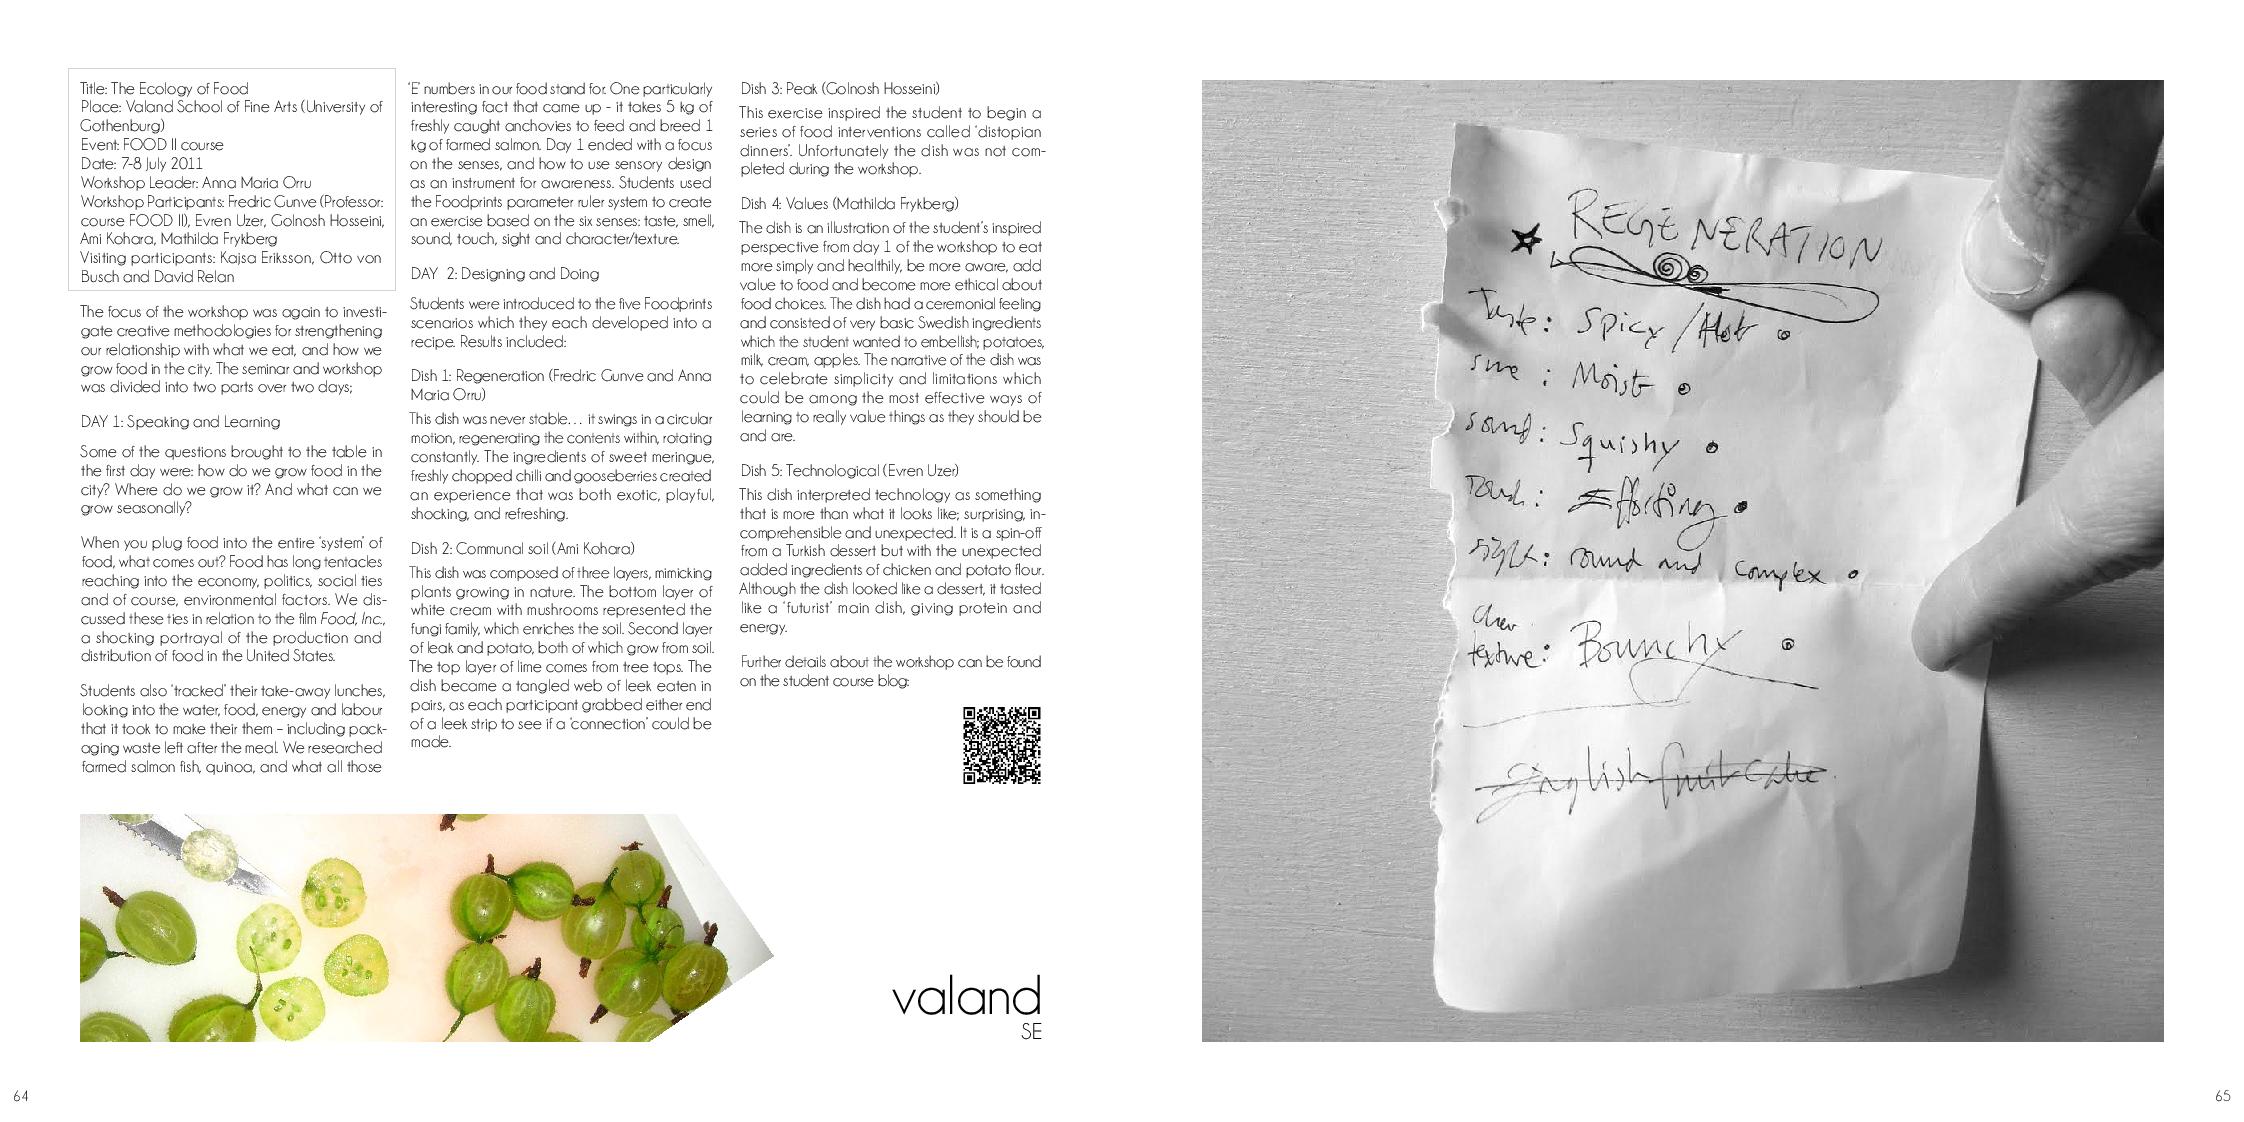 Title: The Ecology of Food
Place: Valand School of Fine Arts (University of
Gothenburg)
Event: FOOD II course
Date: 7-8 July 2011
Workshop Leader: Anna Maria Orru
Workshop Participants: Fredric Gunve (Professor:
course FOOD II), Evren Uzer, Golnosh Hosseini,
Ami Kohara, Mathilda Frykberg
Visiting participants: Kajsa Eriksson, Otto von
Busch and David Relan
The focus of the workshop was again to investi-
gate creative methodologies for strengthening
our relationship with what we eat, and how we
grow food in the city. The seminar and workshop
was divided into two parts over two days;
DAY 1: Speaking and Learning
Some of the questions brought to the table in
the first day were: how do we grow food in the
city? Where do we grow it? And what can we
grow seasonally?
When you plug food into the entire 'system' of
food, what comes out? Food has long tentacles
reaching into the economy, politics, social ties
and of course, environmental factors. We dis-
cussed these ties in relation to the film Food, Inc.,
a shocking portrayal of the production and
distribution of food in the United States.
Students also 'tracked' their take-away lunches,
looking into the water, food, energy and labour
that it took to make their them – including pack-
aging waste left after the meal. We researched
farmed salmon fish, quinoa, and what all those
'E' numbers in our food stand for. One particularly
interesting fact that came up - it takes 5 kg of
freshly caught anchovies to feed and breed 1
kg of farmed salmon. Day 1 ended with a focus
on the senses, and how to use sensory design
as an instrument for awareness. Students used
the Foodprints parameter ruler system to create
an exercise based on the six senses: taste, smell,
sound, touch, sight and character/texture.
DAY 2: Designing and Doing
Students were introduced to the five Foodprints
scenarios which they each developed into a
recipe. Results included:
Dish 1: Regeneration (Fredric Gunve and Anna
Maria Orru)
This dish was never stable... it swings in a circular
motion, regenerating the contents within, rotating
constantly. The ingredients of sweet meringue,
freshly chopped chilli and gooseberries created
an experience that was both exotic, playful,
shocking, and refreshing.
Dish 2: Communal soil (Ami Kohara)
This dish was composed of three layers, mimicking
plants growing in nature. The bottom layer of
white cream with mushrooms represented the
fungi family, which enriches the soil. Second layer
of leak and potato, both of which grow from soil.
The top layer of lime comes from tree tops. The
dish became a tangled web of leek eaten in
pairs, as each participant grabbed either end
of a leek strip to see if a 'connection' could be
made.
Dish 3: Peak (Golnosh Hosseini)
This exercise inspired the student to begin a
series of food interventions called 'distopian
dinners'. Unfortunately the dish was not com-
pleted during the workshop.
Dish 4: Values (Mathilda Frykberg)
The dish is an illustration of the student's inspired
perspective from day 1 of the workshop to eat
more simply and healthily, be more aware, add
value to food and become more ethical about
food choices. The dish had a ceremonial feeling
and consisted of very basic Swedish ingredients
which the student wanted to embellish; potatoes,
milk, cream, apples. The narrative of the dish was
to celebrate simplicity and limitations which
could be among the most effective ways of
learning to really value things as they should be
and are.
Dish 5: Technological (Evren Uzer)
This dish interpreted technology as something
that is more than what it looks like; surprising, in-
comprehensible and unexpected. It is a spin-off
from a Turkish dessert but with the unexpected
added ingredients of chicken and potato flour.
Although the dish looked like a dessert, it tasted
like a 'futurist' main dish, giving protein and
energy.
Further details about the workshop can be found
on the student course blog:
valand
SE
64
REGENERATION
Taste: Spicy/Hot
: Moist
sound: Squishy
Touch:
sight: round and complex
texture: Bounchy
English fruit Cake
65